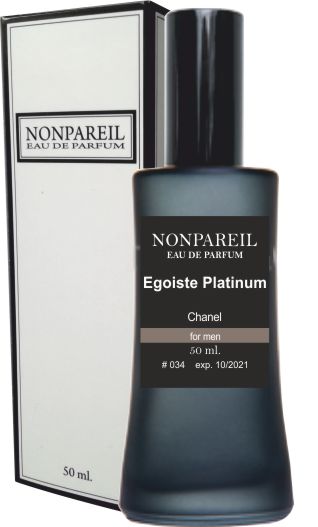 NONPAREIL
EAU DE PARFUM
50 ml.
NONPAREIL
EAU DE PARFUM
Egoiste Platinum
Chanel
for men
50 ml.
# 034 exp. 10/2021